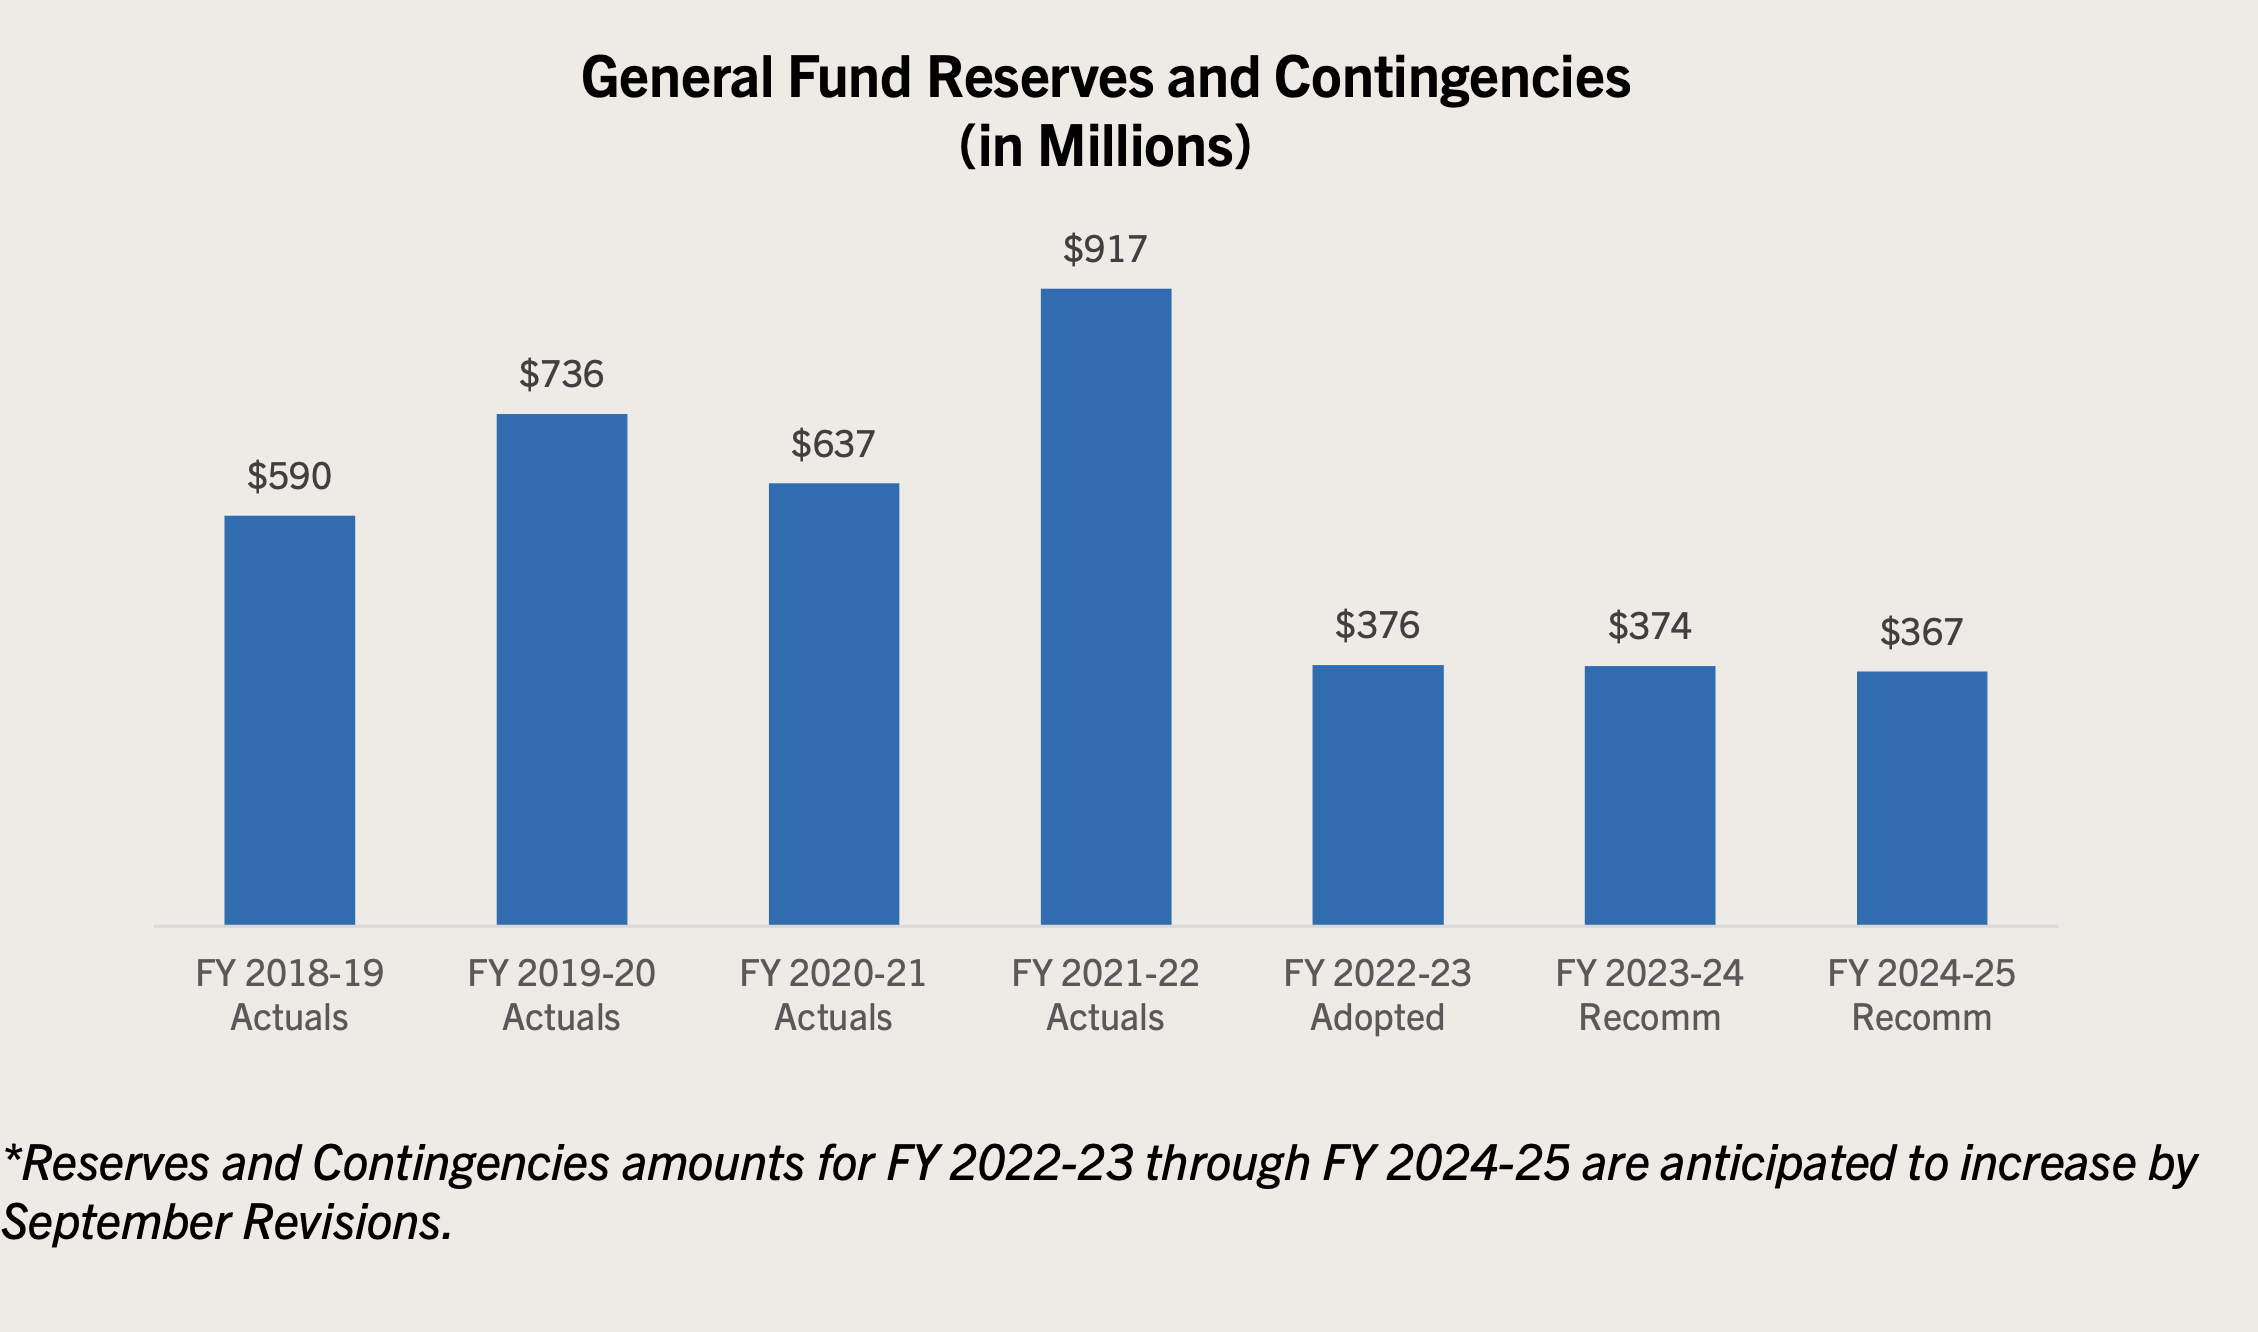 General Fund Reserves and Contingencies
(in Millions)
$917
$736
$637
$590
$376
$374
$367
FY 2018-19
Actuals
FY 2019-20
Actuals
FY 2020-21
Actuals
FY 2021-22
Actuals
FY 2022-23
Adopted
FY 2023-24
Recomm
FY 2024-25
Recomm
*Reserves and Contingencies amounts for FY 2022-23 through FY 2024-25 are anticipated to increase by
September Revisions.